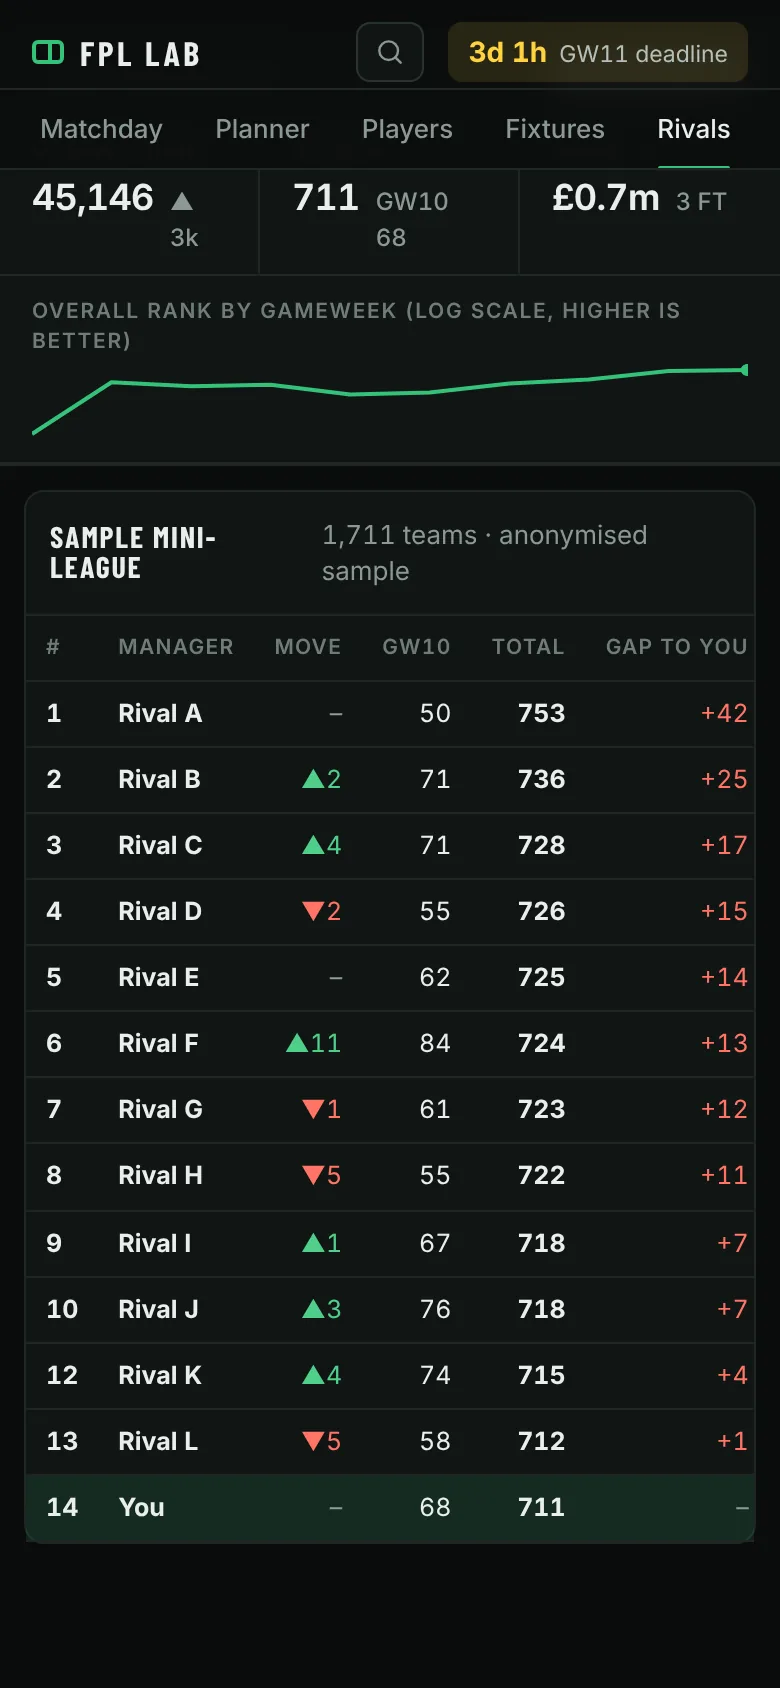 FPL LAB
3d 1h GW11 deadline
Matchday Planner Players Fixtures Rivals
45,146 ▲ 711 GW10 £0.7m 3 FT
3k 68
OVERALL RANK BY GAMEWEEK (LOG SCALE, HIGHER IS
BETTER)
SAMPLE MINI-
LEAGUE
1,711 teams · anonymised
sample
# MANAGER MOVE GW10 TOTAL GAP TO YOU
1 Rival A – 50 753 +42
2 Rival B ▲2 71 736 +25
3 Rival C ▲4 71 728 +17
4 Rival D ▼2 55 726 +15
5 Rival E – 62 725 +14
6 Rival F ▲11 84 724 +13
7 Rival G ▼1 61 723 +12
8 Rival H ▼5 55 722 +11
9 Rival I ▲1 67 718 +7
10 Rival J ▲3 76 718 +7
12 Rival K ▲4 74 715 +4
13 Rival L ▼5 58 712 +1
14 You – 68 711 –